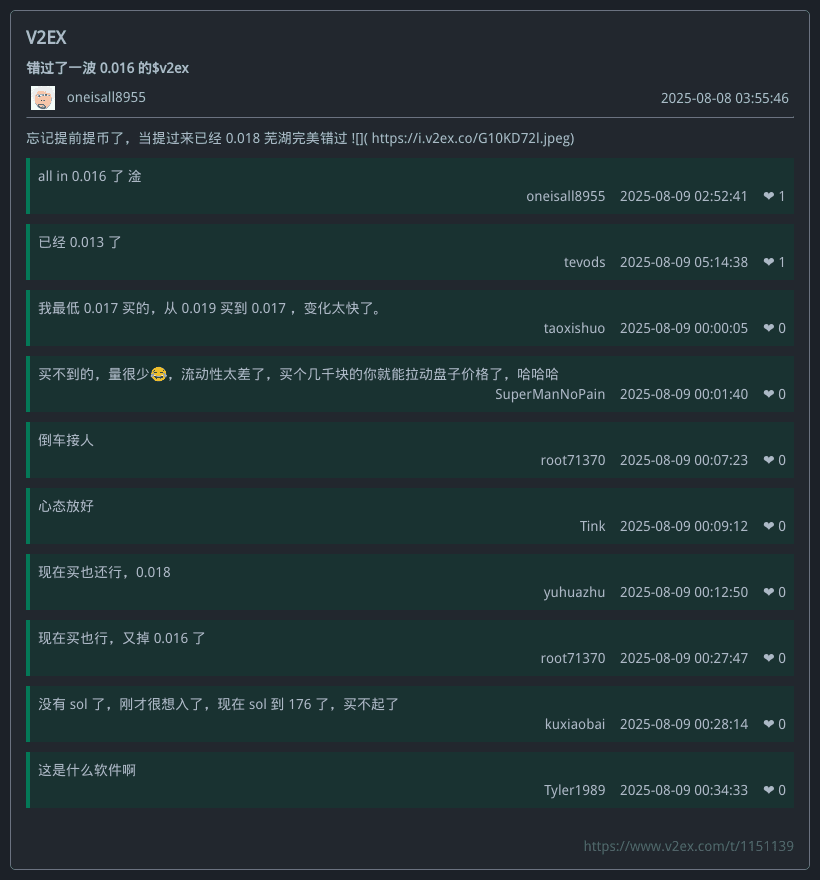 V2EX
错过了一波 0.016 的$v2ex
oneisall8955
2025-08-08 03:55:46
忘记提前提币了，当提过来已经 0.018 芜湖完美错过 ![]( https://i.v2ex.co/G10KD72l.jpeg)
all in 0.016 了 淦
oneisall8955 2025-08-09 02:52:41 ❤ 1
已经 0.013 了
tevods 2025-08-09 05:14:38 ❤ 1
我最低 0.017 买的，从 0.019 买到 0.017 ，变化太快了。
taoxishuo 2025-08-09 00:00:05 ❤ 0
买不到的，量很少😂，流动性太差了，买个几千块的你就能拉动盘子价格了，哈哈哈
SuperManNoPain 2025-08-09 00:01:40 ❤ 0
倒车接人
root71370 2025-08-09 00:07:23 ❤ 0
心态放好
Tink 2025-08-09 00:09:12 ❤ 0
现在买也还行，0.018
yuhuazhu 2025-08-09 00:12:50 ❤ 0
现在买也行，又掉 0.016 了
root71370 2025-08-09 00:27:47 ❤ 0
没有 sol 了，刚才很想入了，现在 sol 到 176 了，买不起了
kuxiaobai 2025-08-09 00:28:14 ❤ 0
这是什么软件啊
Tyler1989 2025-08-09 00:34:33 ❤ 0
https://www.v2ex.com/t/1151139